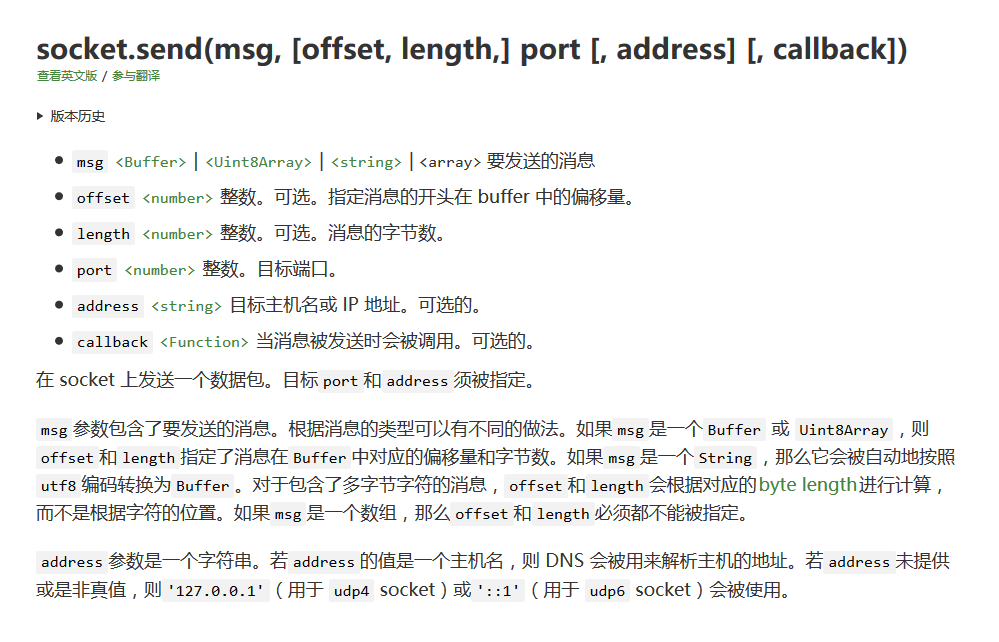 socket.send(msg, [offset, length,] port [, address] [, callback])
查看英文版 / 参与翻译
版本历史
msg <Buffer> | <Uint8Array> | <string> | <array> 要发送的消息
offset <number> 整数。可选。指定消息的开头在 buffer 中的偏移量。
length <number> 整数。可选。消息的字节数。
port <number> 整数。目标端口。
address <string> 目标主机名或 IP 地址。可选的。
callback <Function> 当消息被发送时会被调用。可选的。
在 socket 上发送一个数据包。目标 port 和 address 须被指定。
msg 参数包含了要发送的消息。根据消息的类型可以有不同的做法。如果 msg 是一个 Buffer 或 Uint8Array，则
offset 和 length 指定了消息在 Buffer 中对应的偏移量和字节数。如果 msg 是一个 String，那么它会被自动地按照
utf8 编码转换为 Buffer。对于包含了多字节字符的消息，offset 和 length 会根据对应的 byte length 进行计算，
而不是根据字符的位置。如果 msg 是一个数组，那么 offset 和 length 必须都不能被指定。
address 参数是一个字符串。若 address 的值是一个主机名，则 DNS 会被用来解析主机的地址。若 address 未提供
或是非真值，则 '127.0.0.1'（用于 udp4 socket）或 '::1'（用于 udp6 socket）会被使用。